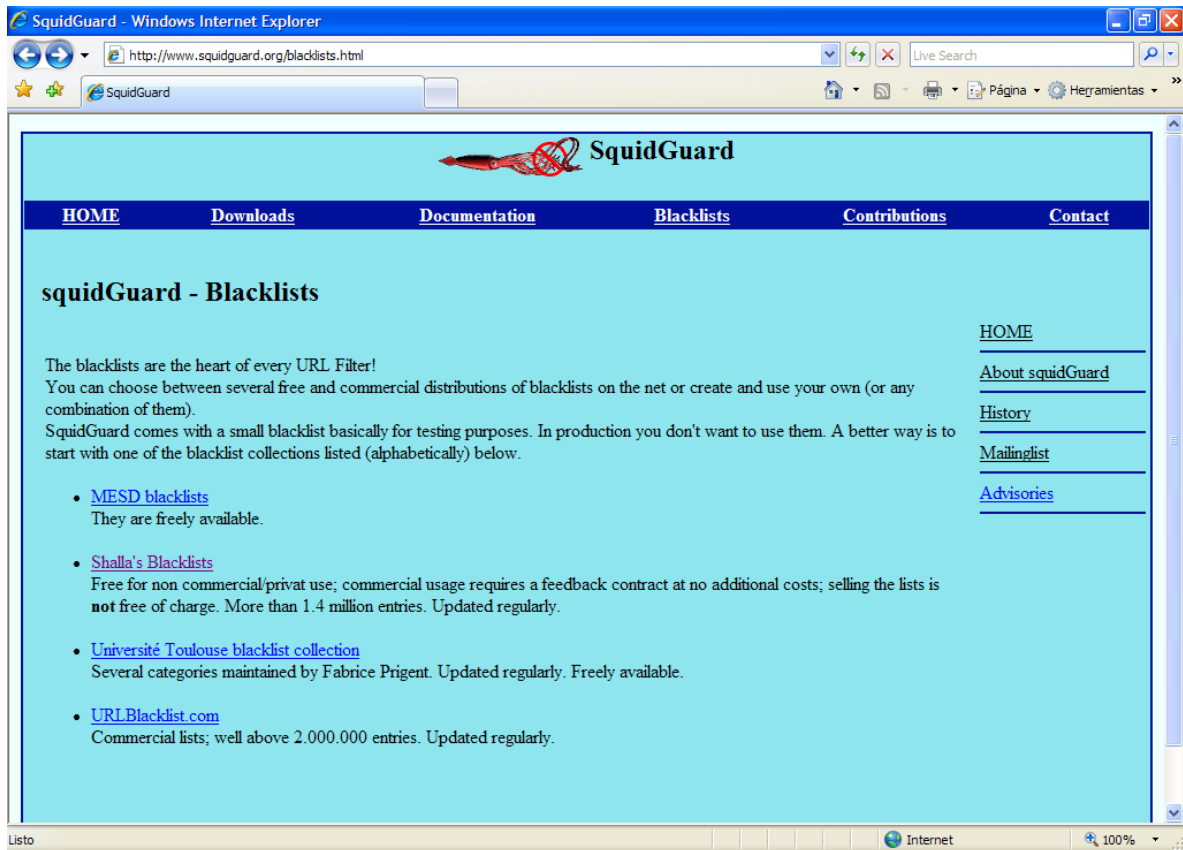 SquidGuard - Windows Internet Explorer
http://www.squidguard.org/blacklists.html
Live Search
SquidGuard
Página
Herramientas
SquidGuard
HOME Downloads Documentation Blacklists Contributions Contact
squidGuard - Blacklists
The blacklists are the heart of every URL Filter!
You can choose between several free and commercial distributions of blacklists on the net or create and use your own (or any
combination of them).
SquidGuard comes with a small blacklist basically for testing purposes. In production you don't want to use them. A better way is to
start with one of the blacklist collections listed (alphabetically) below.
MESD blacklists
They are freely available.
Shalla's Blacklists
Free for non commercial/privat use; commercial usage requires a feedback contract at no additional costs; selling the lists is
not free of charge. More than 1.4 million entries. Updated regularly.
Université Toulouse blacklist collection
Several categories maintained by Fabrice Prigent. Updated regularly. Freely available.
URLBlacklist.com
Commercial lists; well above 2.000.000 entries. Updated regularly.
HOME
About squidGuard
History
Mailinglist
Advisories
Listo
Internet
100%